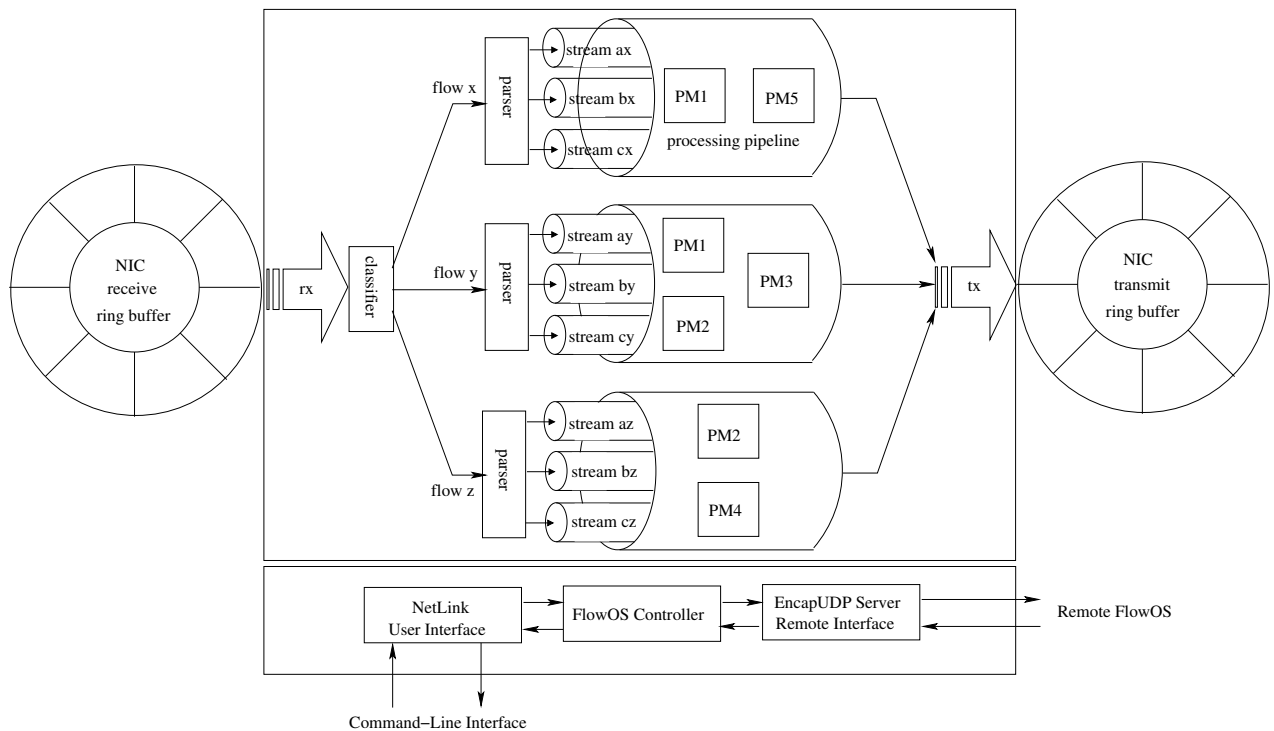 NIC
receive
ring buffer
rx
classifier
flow x
parser
stream ax
stream bx
stream cx
PM1
PM5
processing pipeline
flow y
parser
stream ay
stream by
stream cy
PM1
PM2
PM3
flow z
parser
stream az
stream bz
stream cz
PM2
PM4
tx
NIC
transmit
ring buffer
NetLink
User Interface
FlowOS Controller
EncapUDP Server
Remote Interface
Remote FlowOS
Command−Line Interface